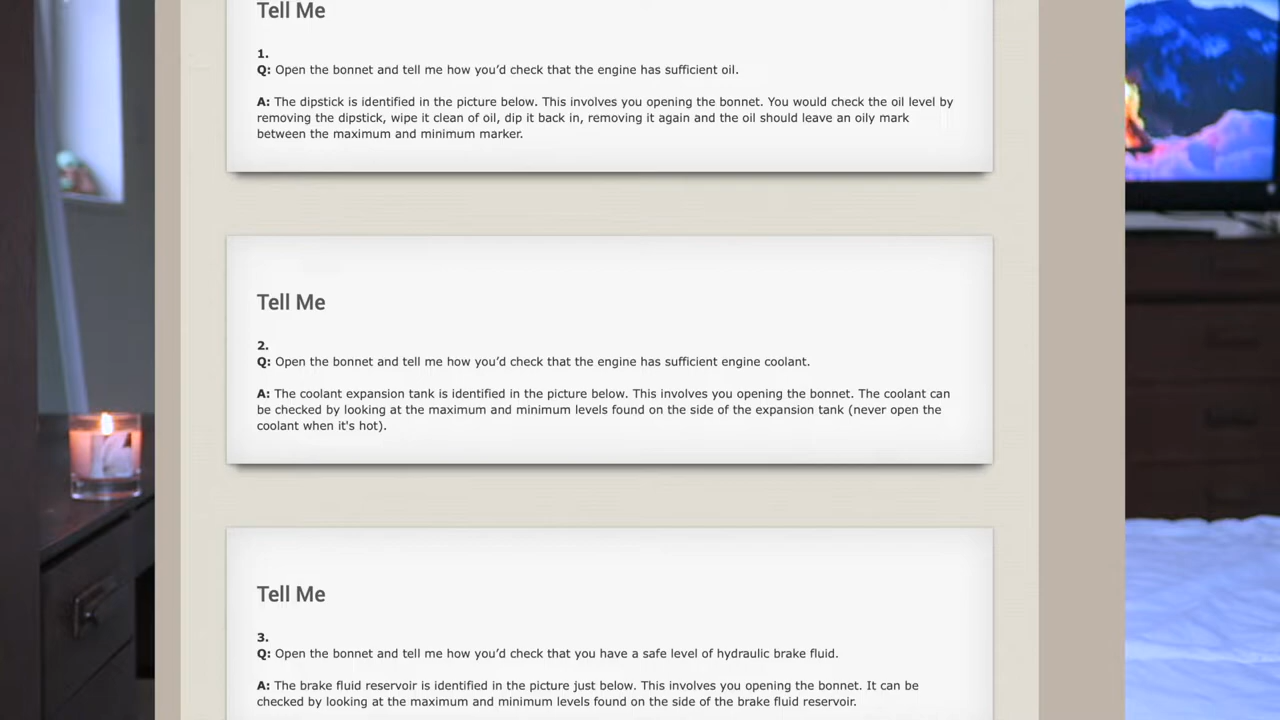 Tell Me
1.
Q: Open the bonnet and tell me how you’d check that the engine has sufficient oil.
A: The dipstick is identified in the picture below. This involves you opening the bonnet. You would check the oil level by
removing the dipstick, wipe it clean of oil, dip it back in, removing it again and the oil should leave an oily mark
between the maximum and minimum marker.
Tell Me
2.
Q: Open the bonnet and tell me how you’d check that the engine has sufficient engine coolant.
A: The coolant expansion tank is identified in the picture below. This involves you opening the bonnet. The coolant can
be checked by looking at the maximum and minimum levels found on the side of the expansion tank (never open the
coolant when it's hot).
Tell Me
3.
Q: Open the bonnet and tell me how you’d check that you have a safe level of hydraulic brake fluid.
A: The brake fluid reservoir is identified in the picture just below. This involves you opening the bonnet. It can be
checked by looking at the maximum and minimum levels found on the side of the brake fluid reservoir.